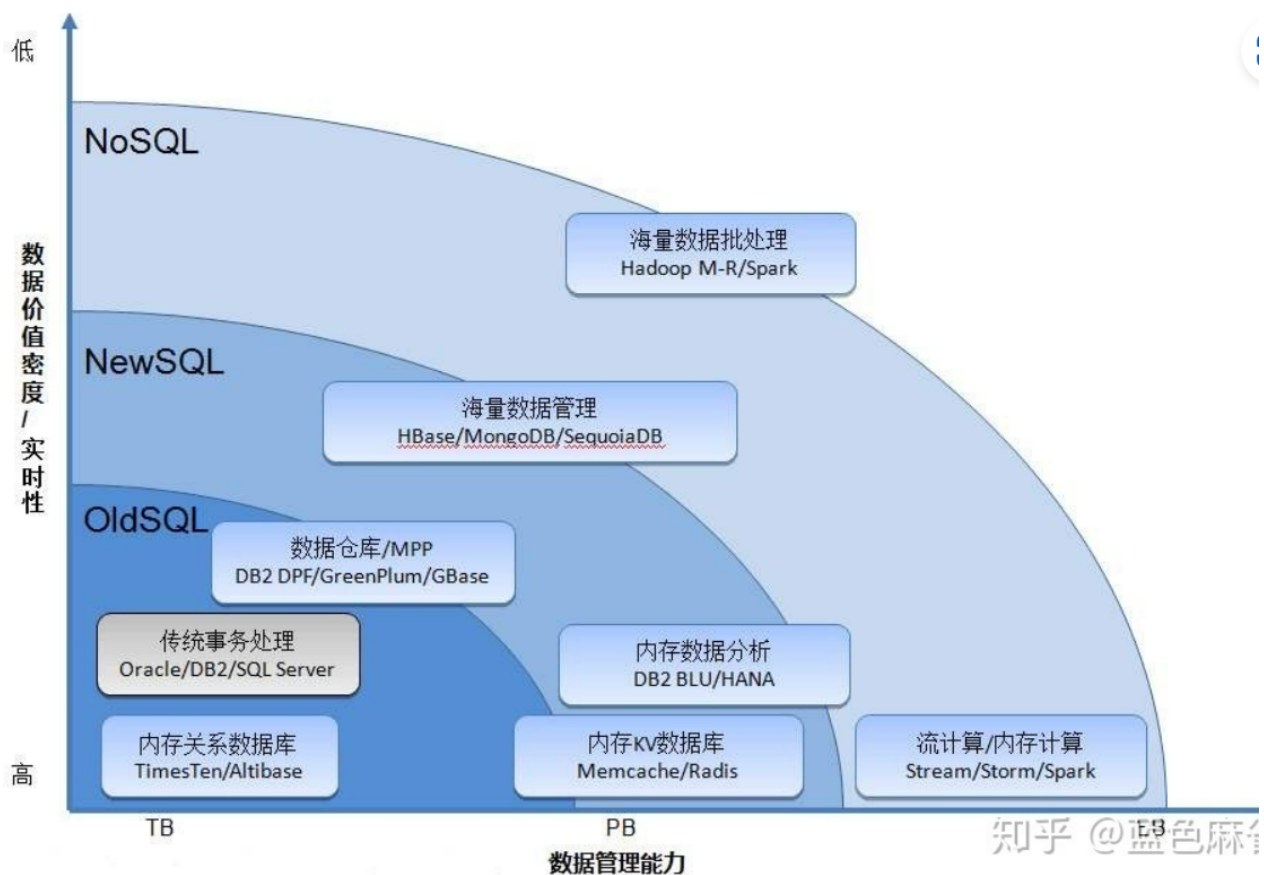 低
NoSQL
海量数据批处理
Hadoop M-R/Spark
数据价值密度/实时性
NewSQL
海量数据管理
HBase/MongoDB/SequoiaDB
OldSQL
数据仓库/MPP
DB2 DPF/GreenPlum/GBase
传统事务处理
Oracle/DB2/SQL Server
内存数据分析
DB2 BLU/HANA
内存关系数据库
TimesTen/Altibase
内存KV数据库
Memcache/Radis
流计算/内存计算
Stream/Storm/Spark
高
TB
PB
EB
数据管理能力
知乎 @蓝色麻雀